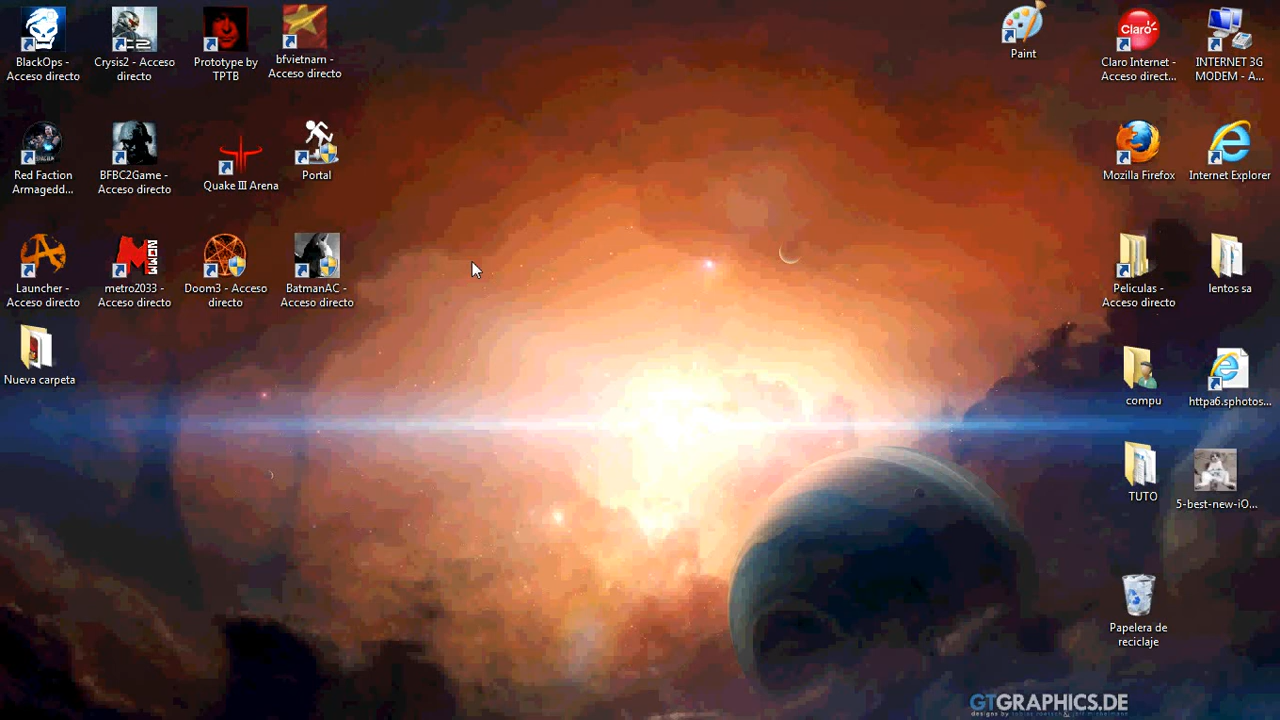 BlackOps -
Acceso directo
Crysis2 - Acceso
directo
Prototype by
TPTB
bfvietnam -
Acceso directo
Paint
Claro
Claro Internet -
Acceso direct...
INTERNET 3G
MODEM - A...
Red Faction
Armagedd...
BFBC2Game -
Acceso directo
Quake III Arena
Portal
Mozilla Firefox
Internet Explorer
Launcher -
Acceso directo
2033
metro2033 -
Acceso directo
Doom3 - Acceso
directo
BatmanAC -
Acceso directo
Peliculas -
Acceso directo
lentos sa
Nueva carpeta
compu
httpa6.sphotos...
TUTO
5-best-new-iO...
Papelera de
reciclaje
GTGRAPHICS.DE